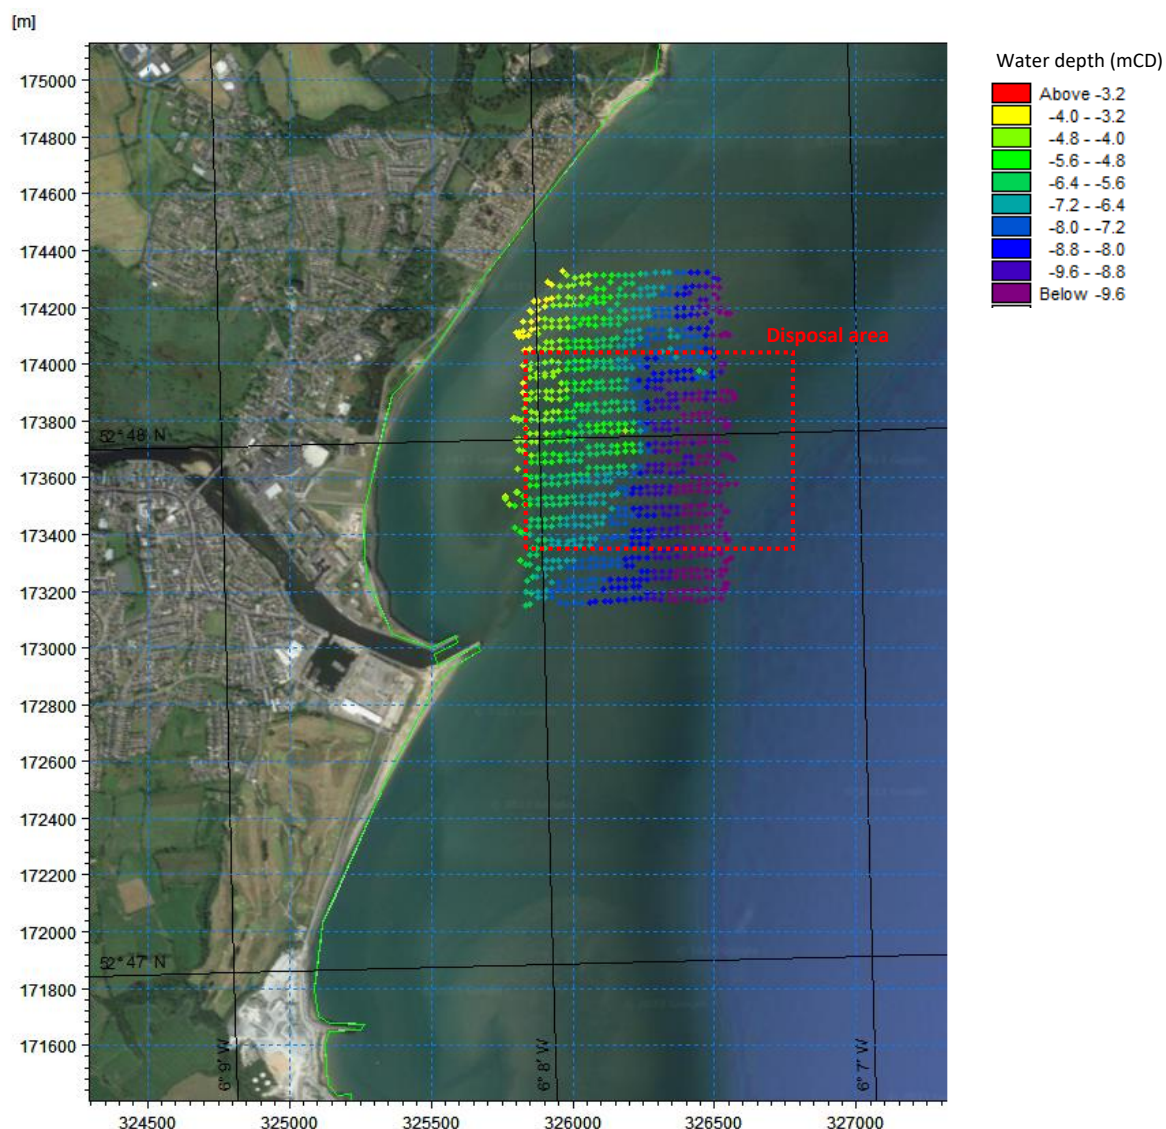 [m]
Water depth (mCD)
Above -3.2
-4.0 - -3.2
-4.8 - -4.0
-5.6 - -4.8
-6.4 - -5.6
-7.2 - -6.4
-8.0 - -7.2
-8.8 - -8.0
-9.6 - -8.8
Below -9.6
175000
174800
174600
174400
174200
174000
173800
173600
173400
173200
173000
172800
172600
172400
172200
172000
171800
171600
Disposal area
52° 48' N
52° 47' N
6° 9' W
6° 8' W
6° 7' W
324500
325000
325500
326000
326500
327000